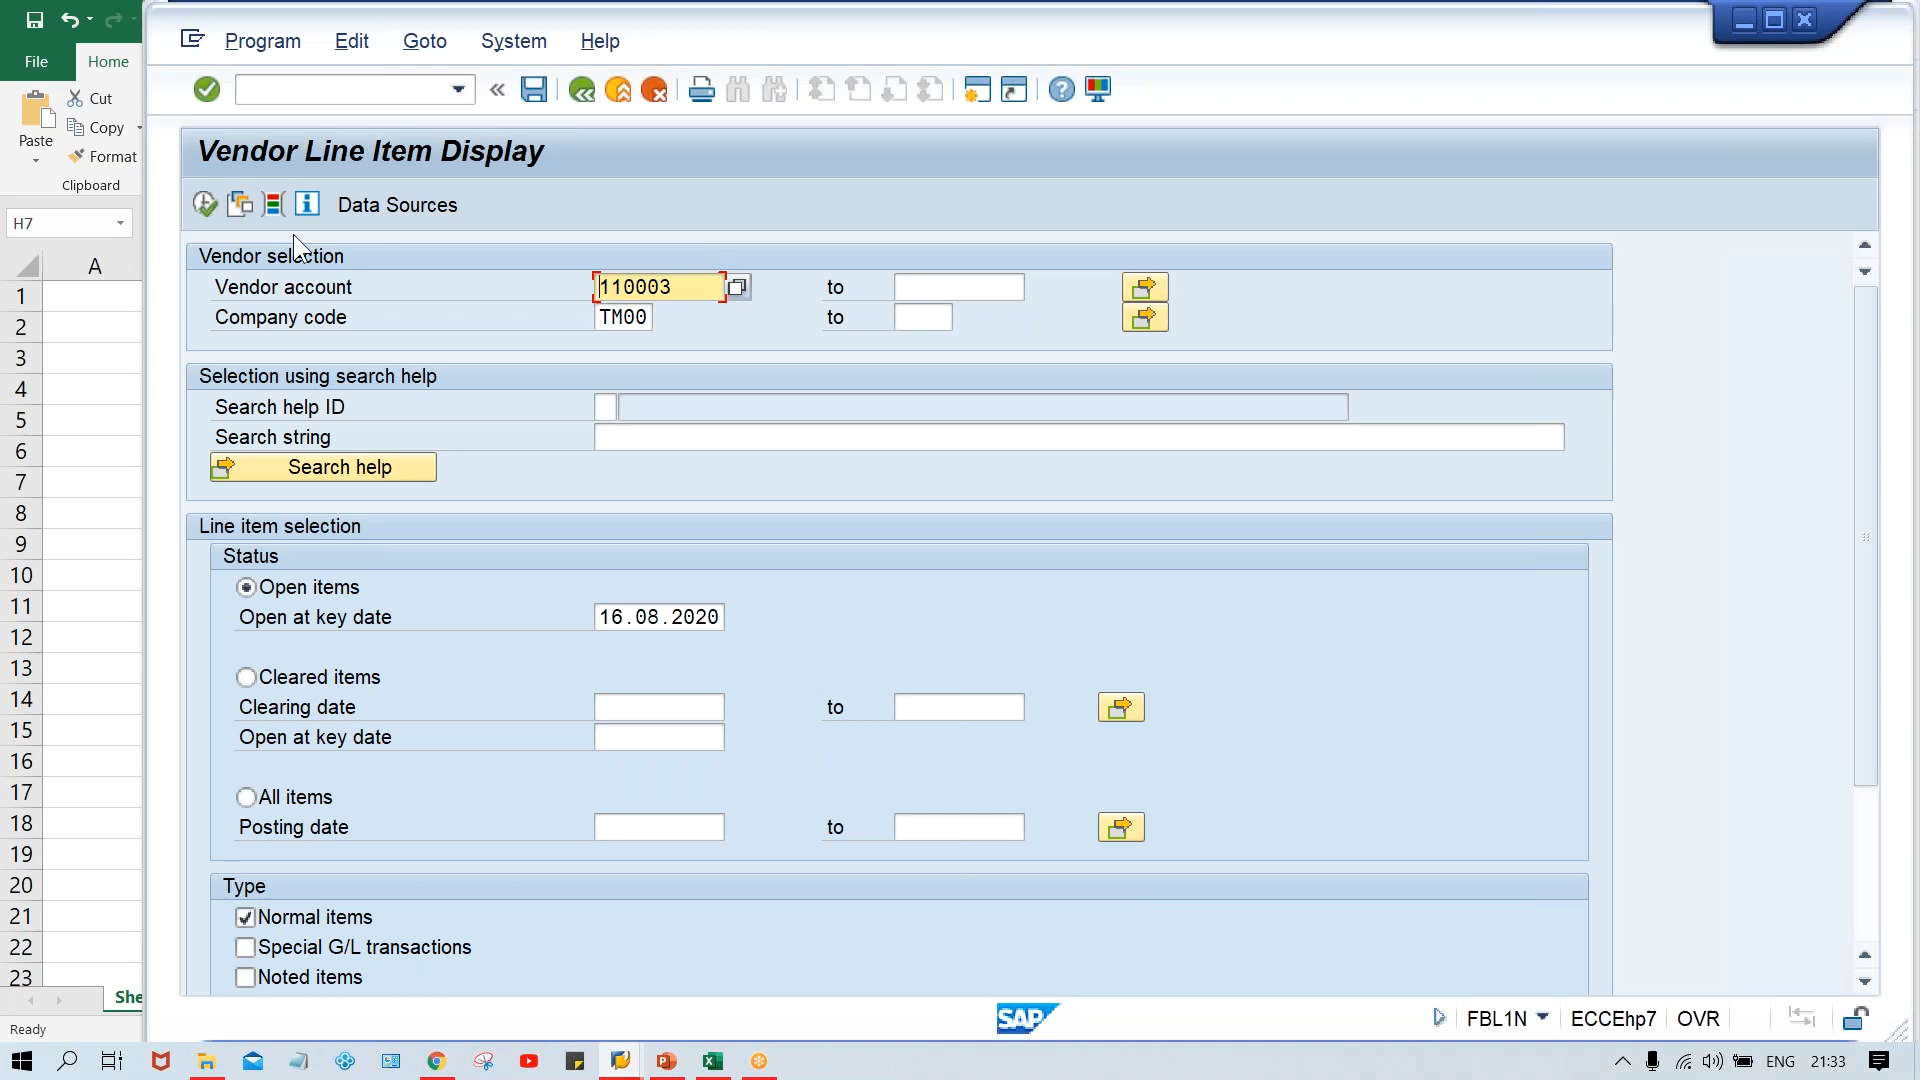 File
Home
Cut
Copy
Paste
Format
Clipboard
H7
A
1
2
3
4
5
6
7
8
9
10
11
12
13
14
15
16
17
18
19
20
21
22
23
She
Ready
Program Edit Goto System Help
Vendor Line Item Display
Data Sources
Vendor selection
Vendor account 110003 to
Company code TM00 to
Selection using search help
Search help ID
Search string
Search help
Line item selection
Status
Open items
Open at key date 16.08.2020
Cleared items
Clearing date to
Open at key date
All items
Posting date to
Type
Normal items
Special G/L transactions
Noted items
SAP
FBL1N ECCEhp7 OVR
ENG 21:33